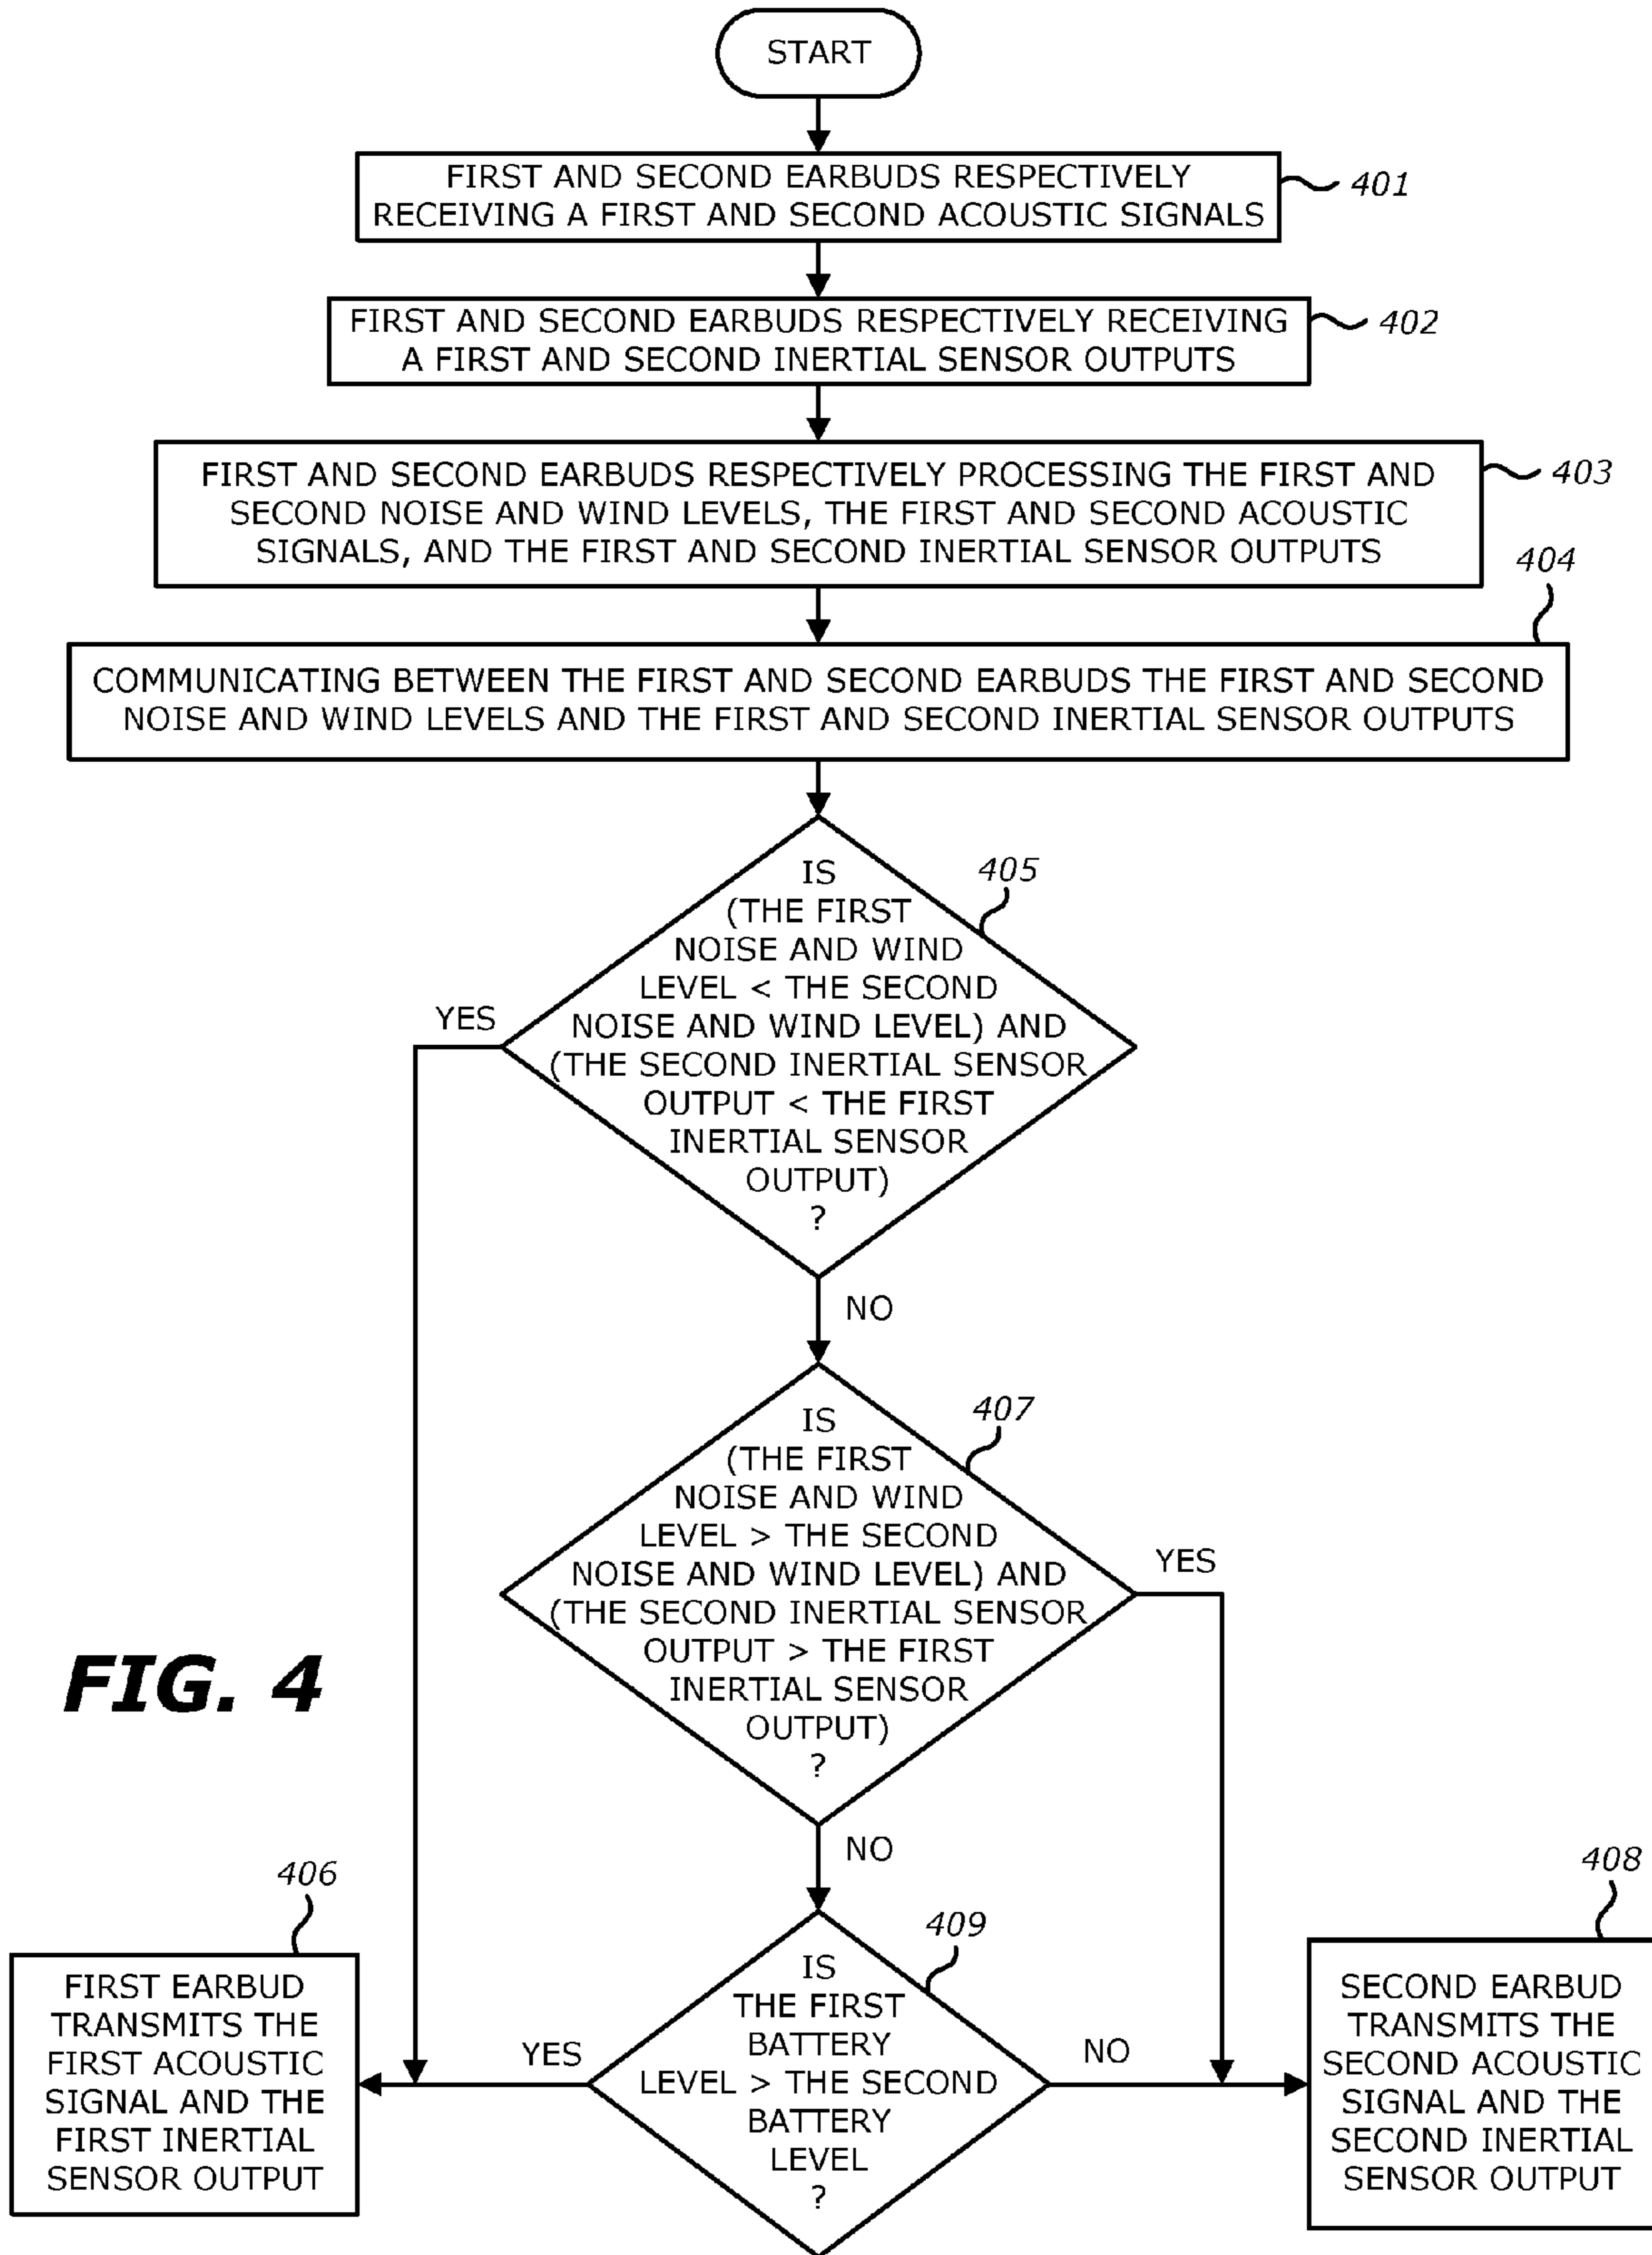 START
FIRST AND SECOND EARBUDS RESPECTIVELY
RECEIVING A FIRST AND SECOND ACOUSTIC SIGNALS
401
FIRST AND SECOND EARBUDS RESPECTIVELY RECEIVING
A FIRST AND SECOND INERTIAL SENSOR OUTPUTS
402
FIRST AND SECOND EARBUDS RESPECTIVELY PROCESSING THE FIRST AND
SECOND NOISE AND WIND LEVELS, THE FIRST AND SECOND ACOUSTIC
SIGNALS, AND THE FIRST AND SECOND INERTIAL SENSOR OUTPUTS
403
404
COMMUNICATING BETWEEN THE FIRST AND SECOND EARBUDS THE FIRST AND SECOND
NOISE AND WIND LEVELS AND THE FIRST AND SECOND INERTIAL SENSOR OUTPUTS
405
IS
(THE FIRST
NOISE AND WIND
LEVEL < THE SECOND
NOISE AND WIND LEVEL) AND
(THE SECOND INERTIAL SENSOR
OUTPUT < THE FIRST
INERTIAL SENSOR
OUTPUT)
?
YES
NO
407
IS
(THE FIRST
NOISE AND WIND
LEVEL > THE SECOND
NOISE AND WIND LEVEL) AND
(THE SECOND INERTIAL SENSOR
OUTPUT > THE FIRST
INERTIAL SENSOR
OUTPUT)
?
YES
NO
FIG. 4
406
FIRST EARBUD
TRANSMITS THE
FIRST ACOUSTIC
SIGNAL AND THE
FIRST INERTIAL
SENSOR OUTPUT
409
IS
THE FIRST
BATTERY
LEVEL > THE SECOND
BATTERY
LEVEL
?
YES
NO
408
SECOND EARBUD
TRANSMITS THE
SECOND ACOUSTIC
SIGNAL AND THE
SECOND INERTIAL
SENSOR OUTPUT